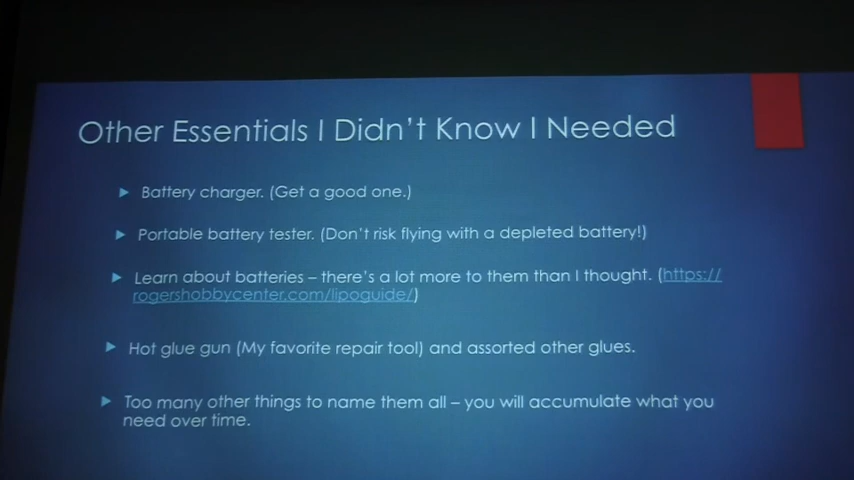 Other Essentials I Didn't Know I Needed
Battery charger. (Get a good one.)
Portable battery tester. (Don't risk flying with a depleted battery!)
Learn about batteries – there's a lot more to them than I thought. (https://
rogershobbycenter.com/lipoguide/)
Hot glue gun (My favorite repair tool) and assorted other glues.
Too many other things to name them all – you will accumulate what you
need over time.